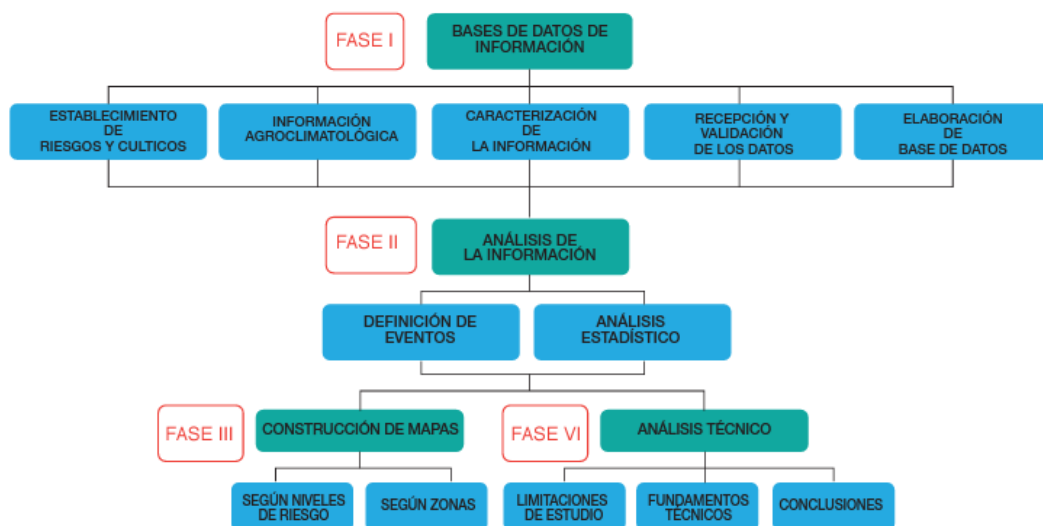 FASE I
BASES DE DATOS DE
INFORMACIÓN
ESTABLECIMIENTO
DE
RIESGOS Y CULTICOS
INFORMACIÓN
AGROCLIMATOLÓGICA
CARACTERIZACIÓN
DE
LA INFORMACIÓN
RECEPCIÓN Y
VALIDACIÓN
DE LOS DATOS
ELABORACIÓN
DE
BASE DE DATOS
FASE II
ANÁLISIS DE
LA INFORMACIÓN
DEFINICIÓN DE
EVENTOS
ANÁLISIS
ESTADÍSTICO
FASE III
CONSTRUCCIÓN DE MAPAS
FASE VI
ANÁLISIS TÉCNICO
SEGÚN NIVELES
DE RIESGO
SEGÚN ZONAS
LIMITACIONES
DE ESTUDIO
FUNDAMENTOS
TÉCNICOS
CONCLUSIONES